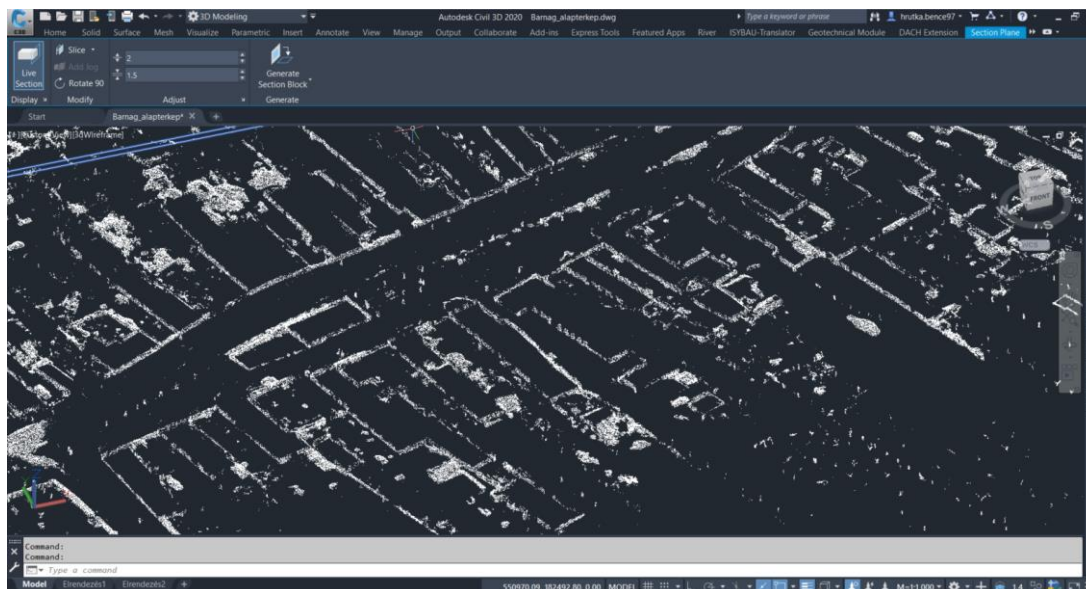 C3D
3D Modeling
Autodesk Civil 3D 2020 Barnag_alapterkep.dwg
Type a keyword or phrase
hrutka.bence97
Home Solid Surface Mesh Visualize Parametric Insert Annotate View Manage Output Collaborate Add-ins Express Tools Featured Apps River ISYBAU-Translator Geotechnical Module DACH Extension Section Plane
Live Section
Slice
Add Jog
Rotate 90
2
1.5
Generate Section Block
Display Modify Adjust Generate
Start Barnag_alapterkep*
FRONT
WCS
Command:
Command:
Type a command
Model Elrendezés1 Elrendezés2
550970.09, 182492.80, 0.00 MODEL M=1:1000 1.4